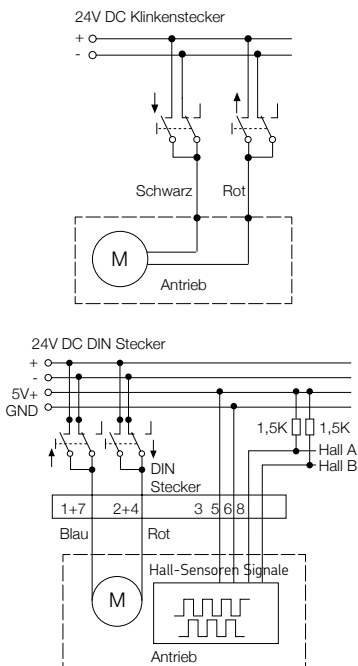 24V DC Klinkenstecker
+
-
Schwarz Rot
M
Antrieb
24V DC DIN Stecker
+
-
5V+
GND
1,5K 1,5K
Hall A
Hall B
DIN
Stecker
1+7 2+4 3 5 6 8
Blau Rot
Hall-Sensoren Signale
M
Antrieb